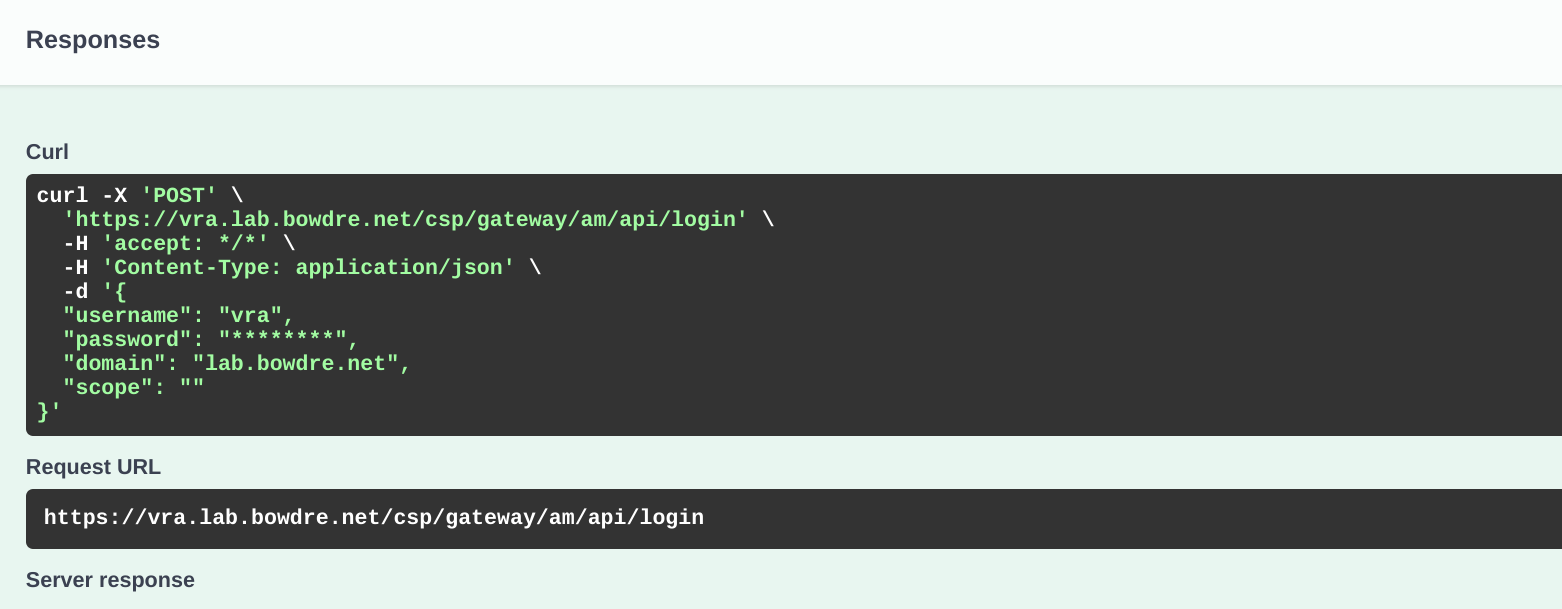 Responses
Curl
curl -X 'POST' \
  'https://vra.lab.bowdre.net/csp/gateway/am/api/login' \
  -H 'accept: */*' \
  -H 'Content-Type: application/json' \
  -d '{
  "username": "vra",
  "password": "********",
  "domain": "lab.bowdre.net",
  "scope": ""
}'
Request URL
https://vra.lab.bowdre.net/csp/gateway/am/api/login
Server response